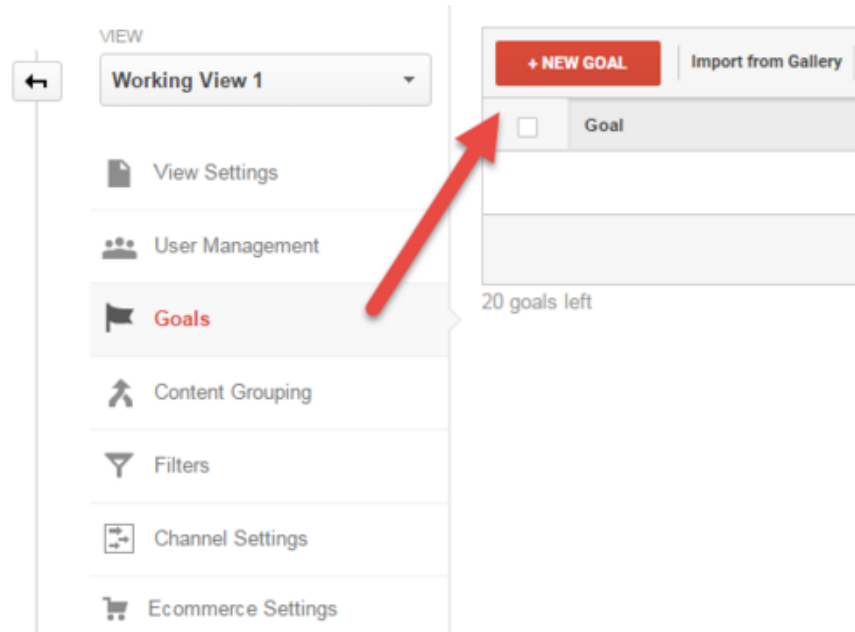 VIEW
Working View 1
View Settings
User Management
Goals
Content Grouping
Filters
Channel Settings
Ecommerce Settings
+ NEW GOAL
Import from Gallery
Goal
20 goals left